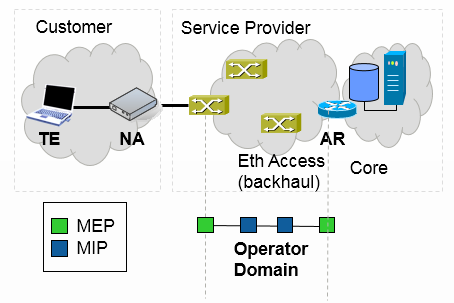 Customer
Service Provider
TE
NA
AR
Eth Access
(backhaul)
Core
MEP
MIP
Operator
Domain